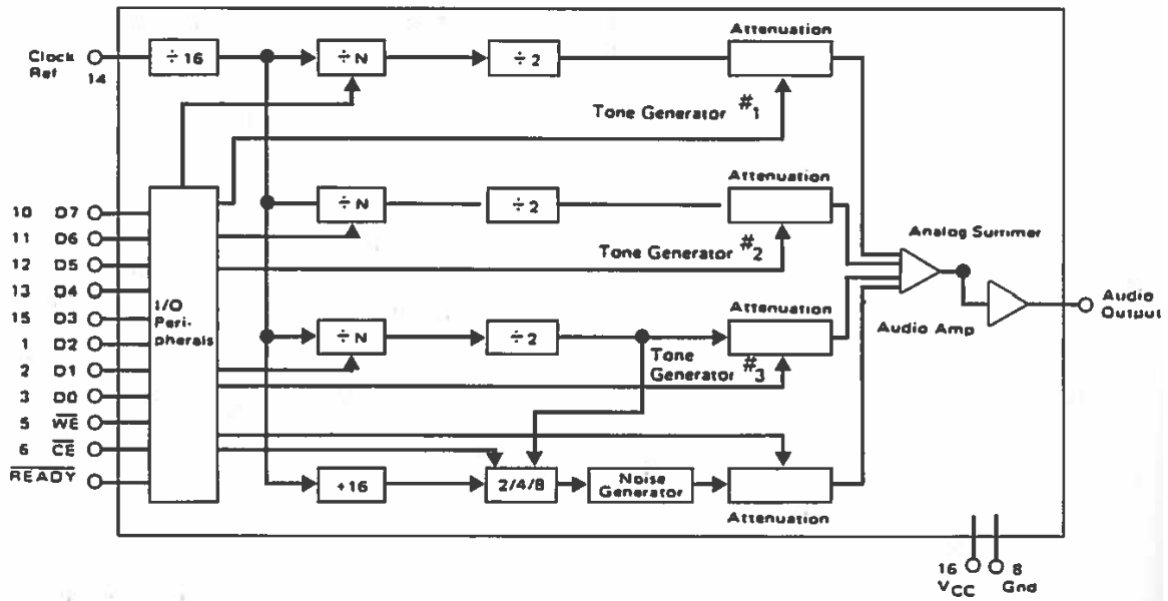 Clock Ref 14
÷16
÷N
÷2
Attenuation
Tone Generator #1
10 D7
11 D6
12 D5
13 D4
15 D3
1 D2
2 D1
3 D0
5 WE
6 CE
READY
I/O Peri-
pherals
÷N
÷2
Attenuation
Tone Generator #2
÷N
÷2
Attenuation
Tone
Generator #3
+16
2/4/8
Noise
Generator
Attenuation
Analog Summer
Audio Amp
Audio
Output
16
VCC
8
Gnd